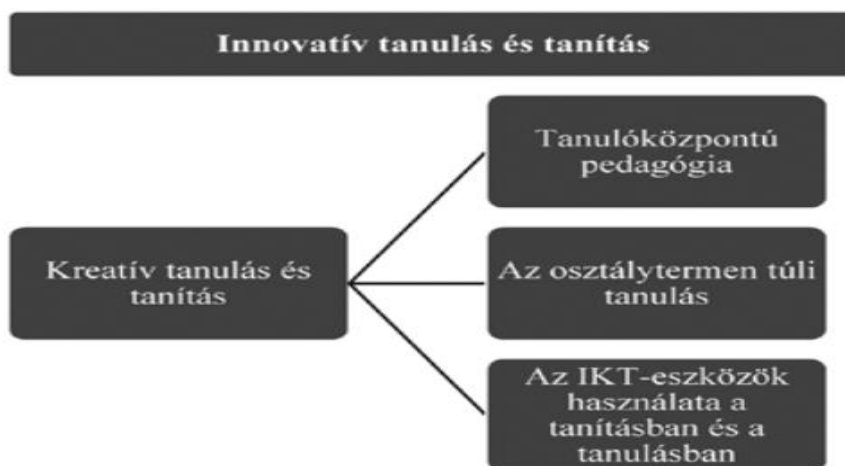 Innovatív tanulás és tanítás
Tanulóközpontú
pedagógia
Kreatív tanulás és
tanítás
Az osztálytermen túli
tanulás
Az IKT-eszközök
használata a
tanításban és a
tanulásban